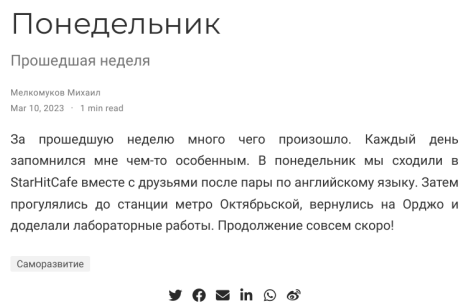 Понедельник
Прошедшая неделя
Мелкомуков Михаил
Mar 10, 2023 · 1 min read
За прошедшую неделю много чего произошло. Каждый день
запомнился мне чем-то особенным. В понедельник мы сходили в
StarHitCafe вместе с друзьями после пары по английскому языку. Затем
прогулялись до станции метро Октябрьской, вернулись на Орджо и
доделали лабораторные работы. Продолжение совсем скоро!
Саморазвитие